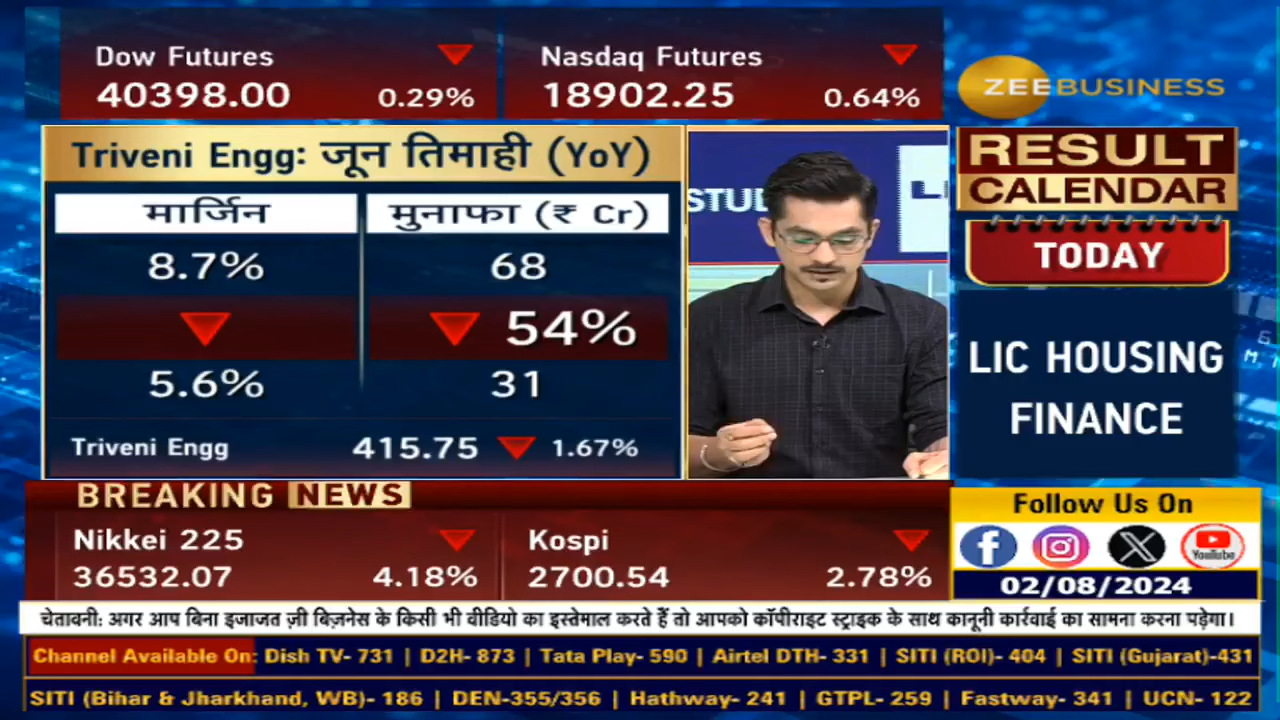 Dow Futures
40398.00 0.29%
Nasdaq Futures
18902.25 0.64%
ZEEBUSINESS
Triveni Engg: जून तिमाही (YoY)
मार्जिन मुनाफा (₹ Cr)
8.7% 68
54%
5.6% 31
Triveni Engg 415.75 1.67%
STUD
RESULT
CALENDAR
TODAY
LIC HOUSING
FINANCE
BREAKING NEWS
Nikkei 225
36532.07 4.18%
Kospi
2700.54 2.78%
Follow Us On
YouTube
02/08/2024
चेतावनी: अगर आप बिना इजाजत ज़ी बिज़नेस के किसी भी वीडियो का इस्तेमाल करते हैं तो आपको कॉपीराइट स्ट्राइक के साथ कानूनी कार्रवाई का सामना करना पड़ेगा।
Channel Available On: Dish TV- 731 | D2H- 873 | Tata Play- 590 | Airtel DTH- 331 | SITI (ROI)- 404 | SITI (Gujarat)-431
SITI (Bihar & Jharkhand, WB)- 186 | DEN-355/356 | Hathway- 241 | GTPL- 259 | Fastway- 341 | UCN- 122